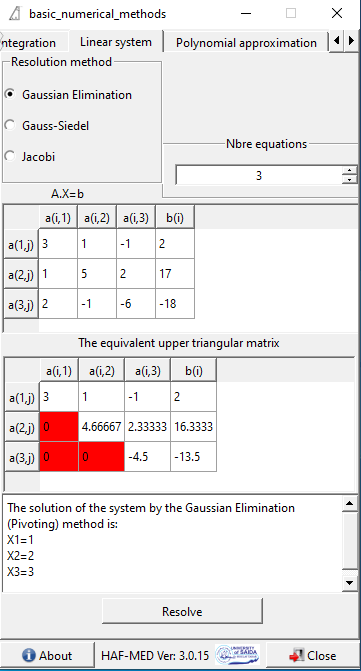 basic_numerical_methods
ntegration Linear system Polynomial approximation
Resolution method
Gaussian Elimination
Gauss-Siedel
Jacobi
Nbre equations
3
A.X=b
a(i,1) a(i,2) a(i,3) b(i)
a(1,j) 3 1 -1 2
a(2,j) 1 5 2 17
a(3,j) 2 -1 -6 -18
The equivalent upper triangular matrix
a(i,1) a(i,2) a(i,3) b(i)
a(1,j) 3 1 -1 2
a(2,j) 0 4.66667 2.33333 16.3333
a(3,j) 0 0 -4.5 -13.5
The solution of the system by the Gaussian Elimination
(Pivoting) method is:
X1=1
X2=2
X3=3
Resolve
About HAF-MED Ver: 3.0.15 UNIVERSITY of SAIDA Close